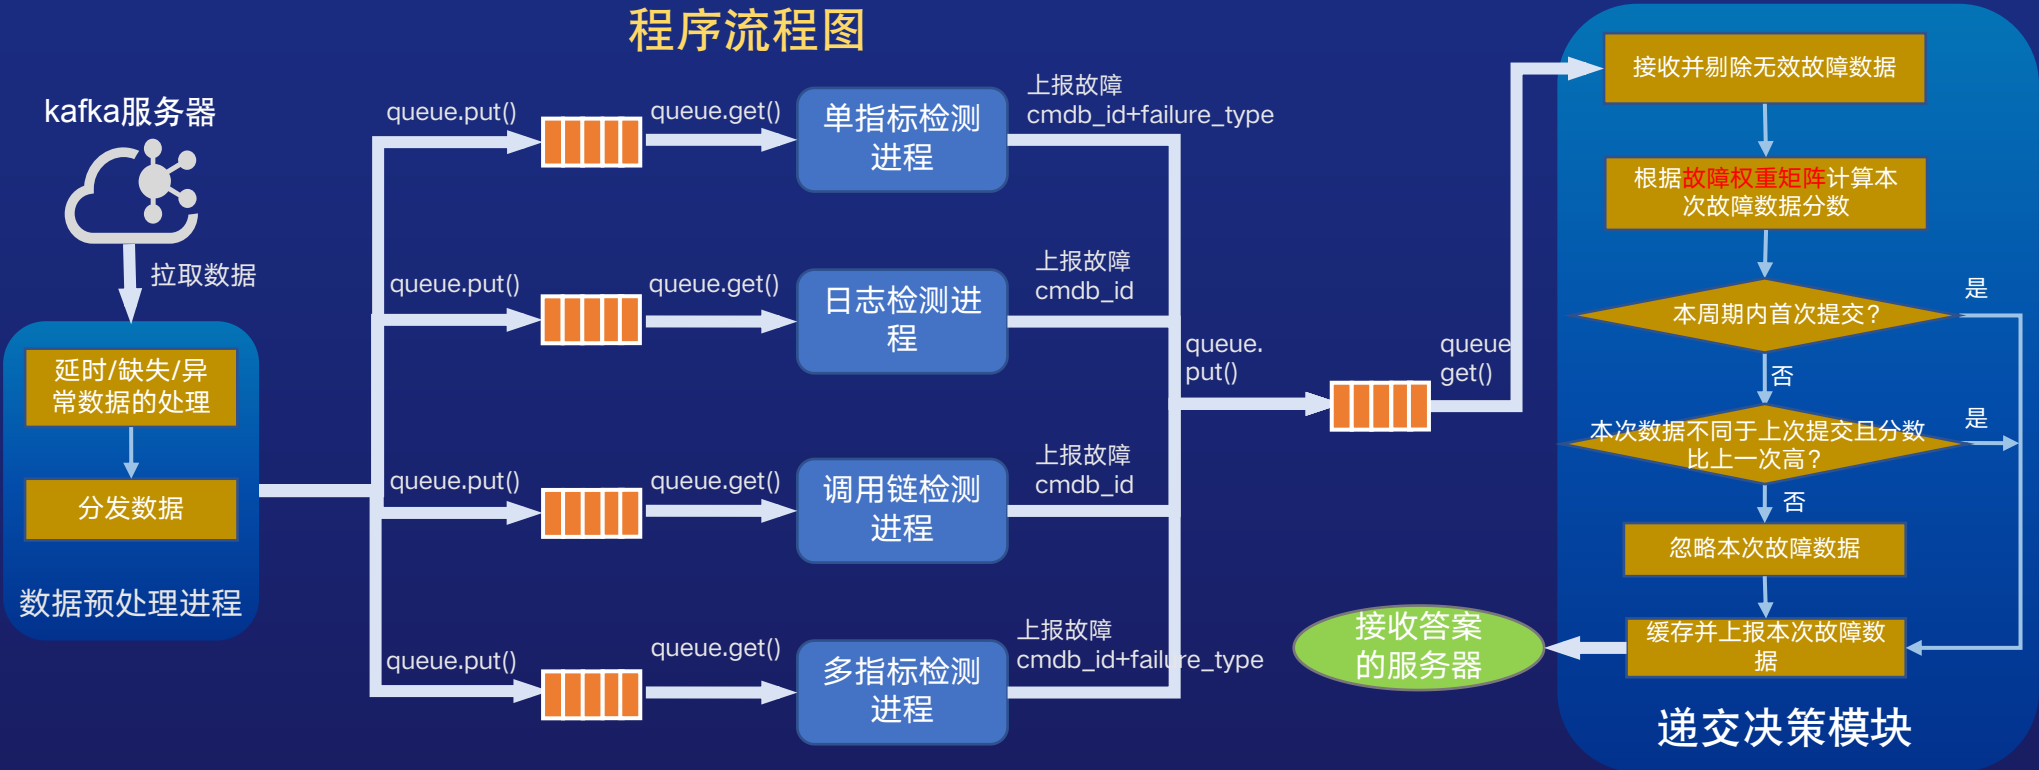 程序流程图
kafka服务器
拉取数据
延时/缺失/异
常数据的处理
分发数据
数据预处理进程
queue.put()
queue.get()
单指标检测
进程
上报故障
cmdb_id+failure_type
queue.put()
queue.get()
日志检测进
程
上报故障
cmdb_id
queue.put()
queue.get()
调用链检测
进程
上报故障
cmdb_id
queue.put()
queue.get()
多指标检测
进程
上报故障
cmdb_id+failure_type
queue.
put()
queue
get()
接收并剔除无效故障数据
根据故障权重矩阵计算本
次故障数据分数
本周期内首次提交?
是
否
本次数据不同于上次提交且分数
比上一次高?
是
否
忽略本次故障数据
缓存并上报本次故障数
据
接收答案
的服务器
递交决策模块